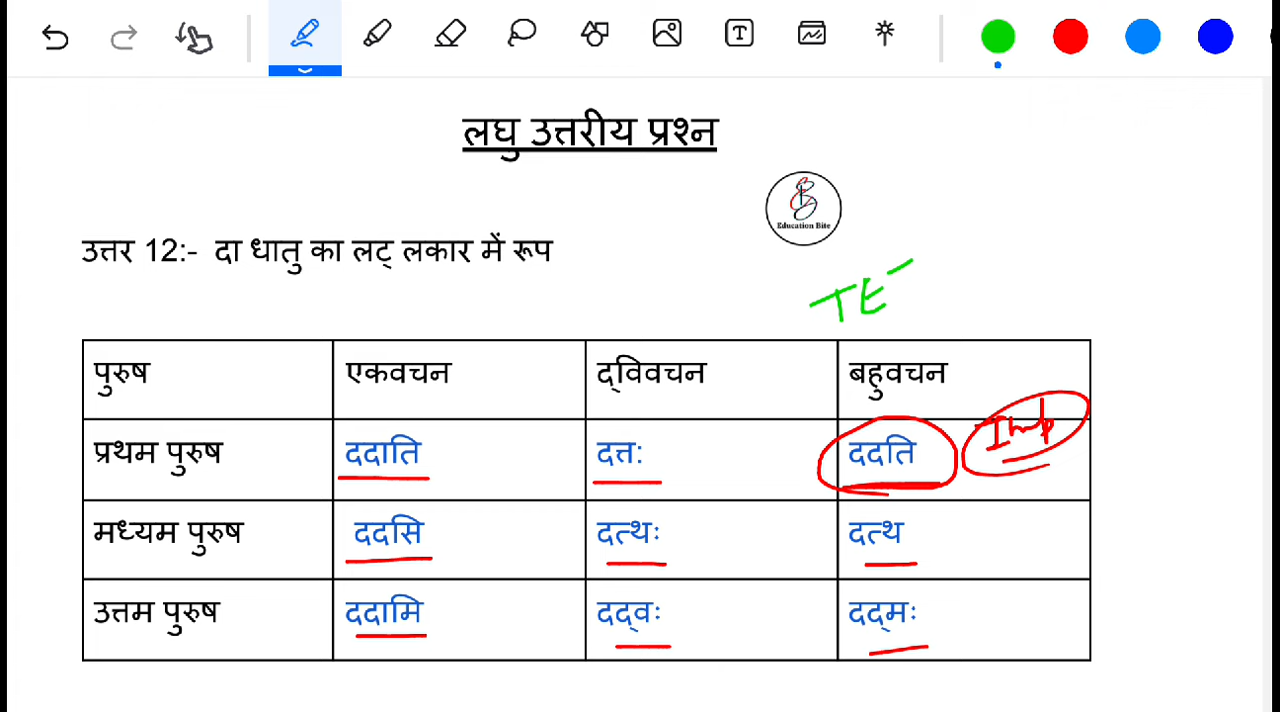 लघु उत्तरीय प्रश्न
Education Bite
उत्तर 12:- दा धातु का लट् लकार में रूप
TE
पुरुष एकवचन द्विवचन बहुवचन
प्रथम पुरुष ददाति दत्त: ददति Imp
मध्यम पुरुष ददसि दत्थः दत्थ
उत्तम पुरुष ददामि दद्वः दद्मः